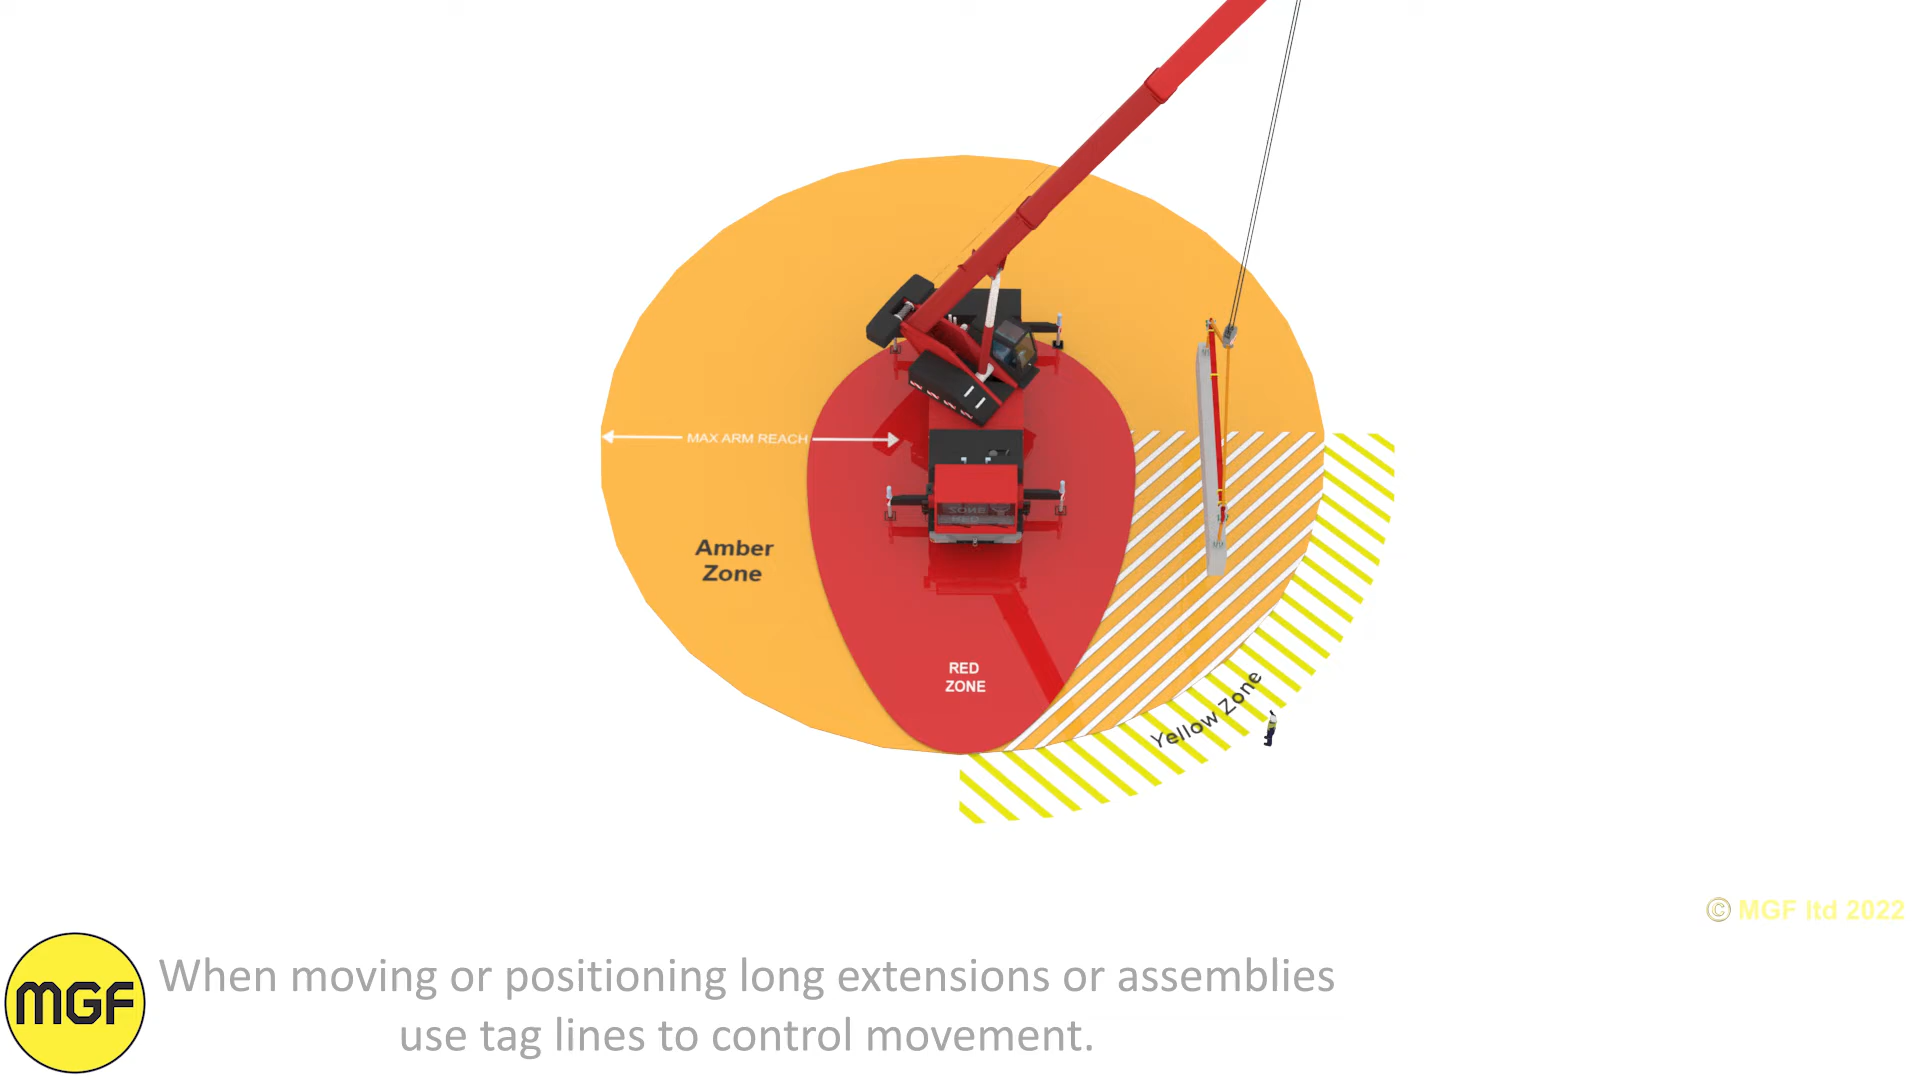 MAX ARM REACH
Amber
Zone
RED
ZONE
Yellow Zone
© MGF ltd 2022
MGF
When moving or positioning long extensions or assemblies
use tag lines to control movement.